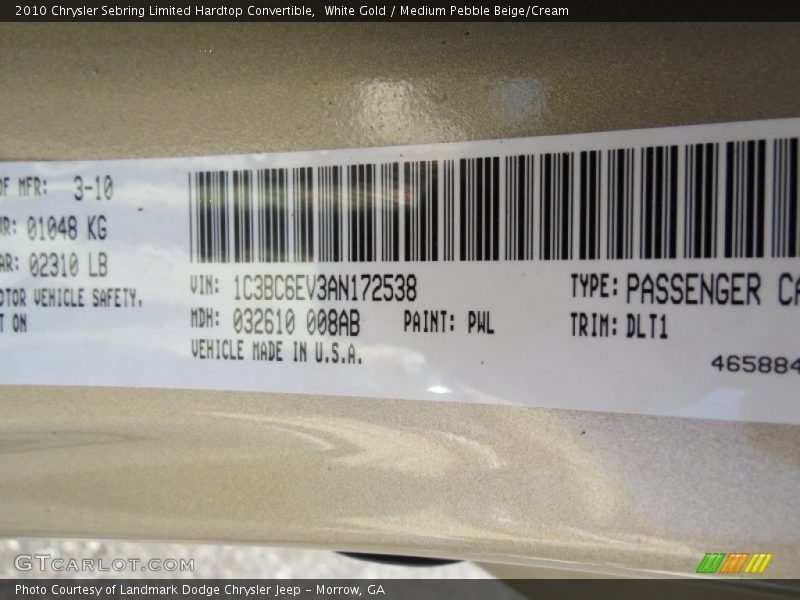 2010 Chrysler Sebring Limited Hardtop Convertible, White Gold / Medium Pebble Beige/Cream
OF MFR: 3-10
WR: 01048 KG
AR: 02310 LB
OTOR VEHICLE SAFETY,
T ON
VIN: 1C3BC6EV3AN172538
MDH: 032610 008AB PAINT: PWL
VEHICLE MADE IN U.S.A.
TYPE: PASSENGER CA
TRIM: DLT1
465884
GTCARLOT.COM
Photo Courtesy of Landmark Dodge Chrysler Jeep - Morrow, GA